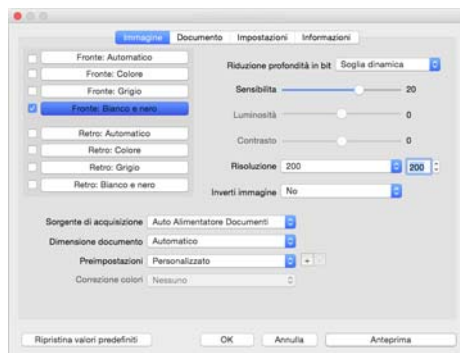 Immagine Documento Impostazioni Informazioni
Fronte: Automatico
Fronte: Colore
Fronte: Grigio
Fronte: Bianco e nero
Retro: Automatico
Retro: Colore
Retro: Grigio
Retro: Bianco e nero
Riduzione profondità in bit Soglia dinamica
Sensibilita 20
Luminosità 0
Contrasto 0
Risoluzione 200 200
Inverti immagine No
Sorgente di acquisizione Auto Alimentatore Documenti
Dimensione documento Automatico
Preimpostazioni Personalizzato + -
Correzione colori Nessuno
Ripristina valori predefiniti OK Annulla Anteprima